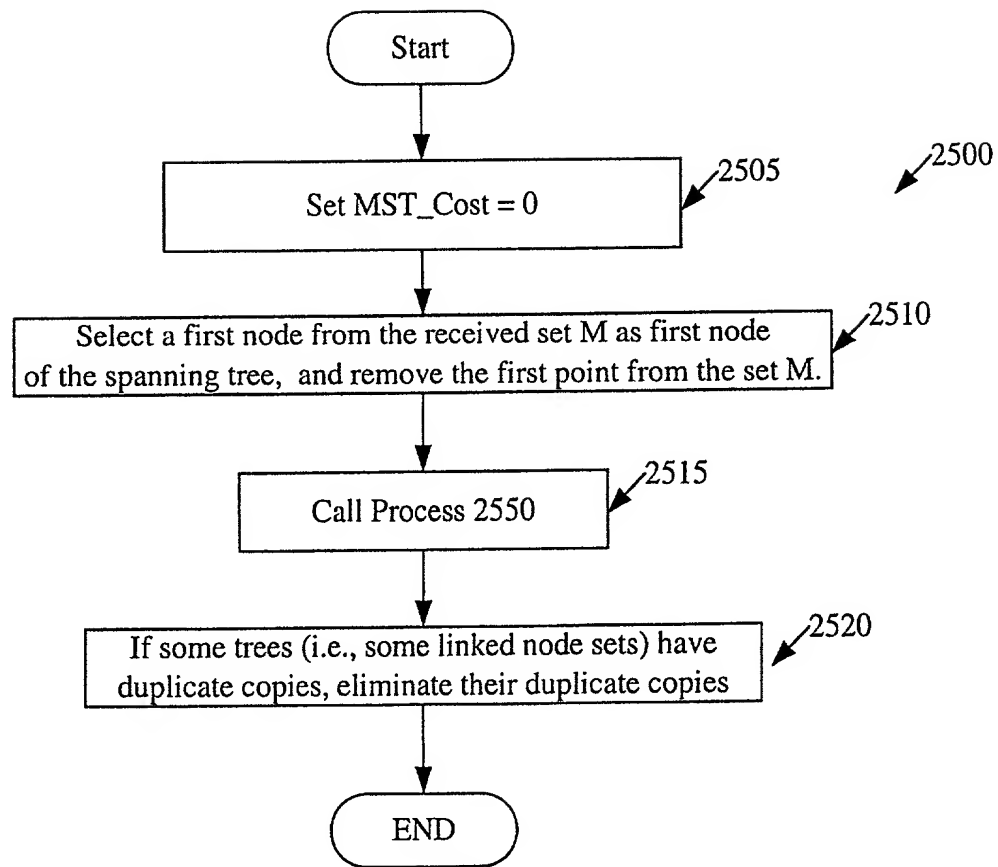 Start
2500
2505
Set MST_Cost = 0
2510
Select a first node from the received set M as first node
of the spanning tree, and remove the first point from the set M.
2515
Call Process 2550
2520
If some trees (i.e., some linked node sets) have
duplicate copies, eliminate their duplicate copies
END